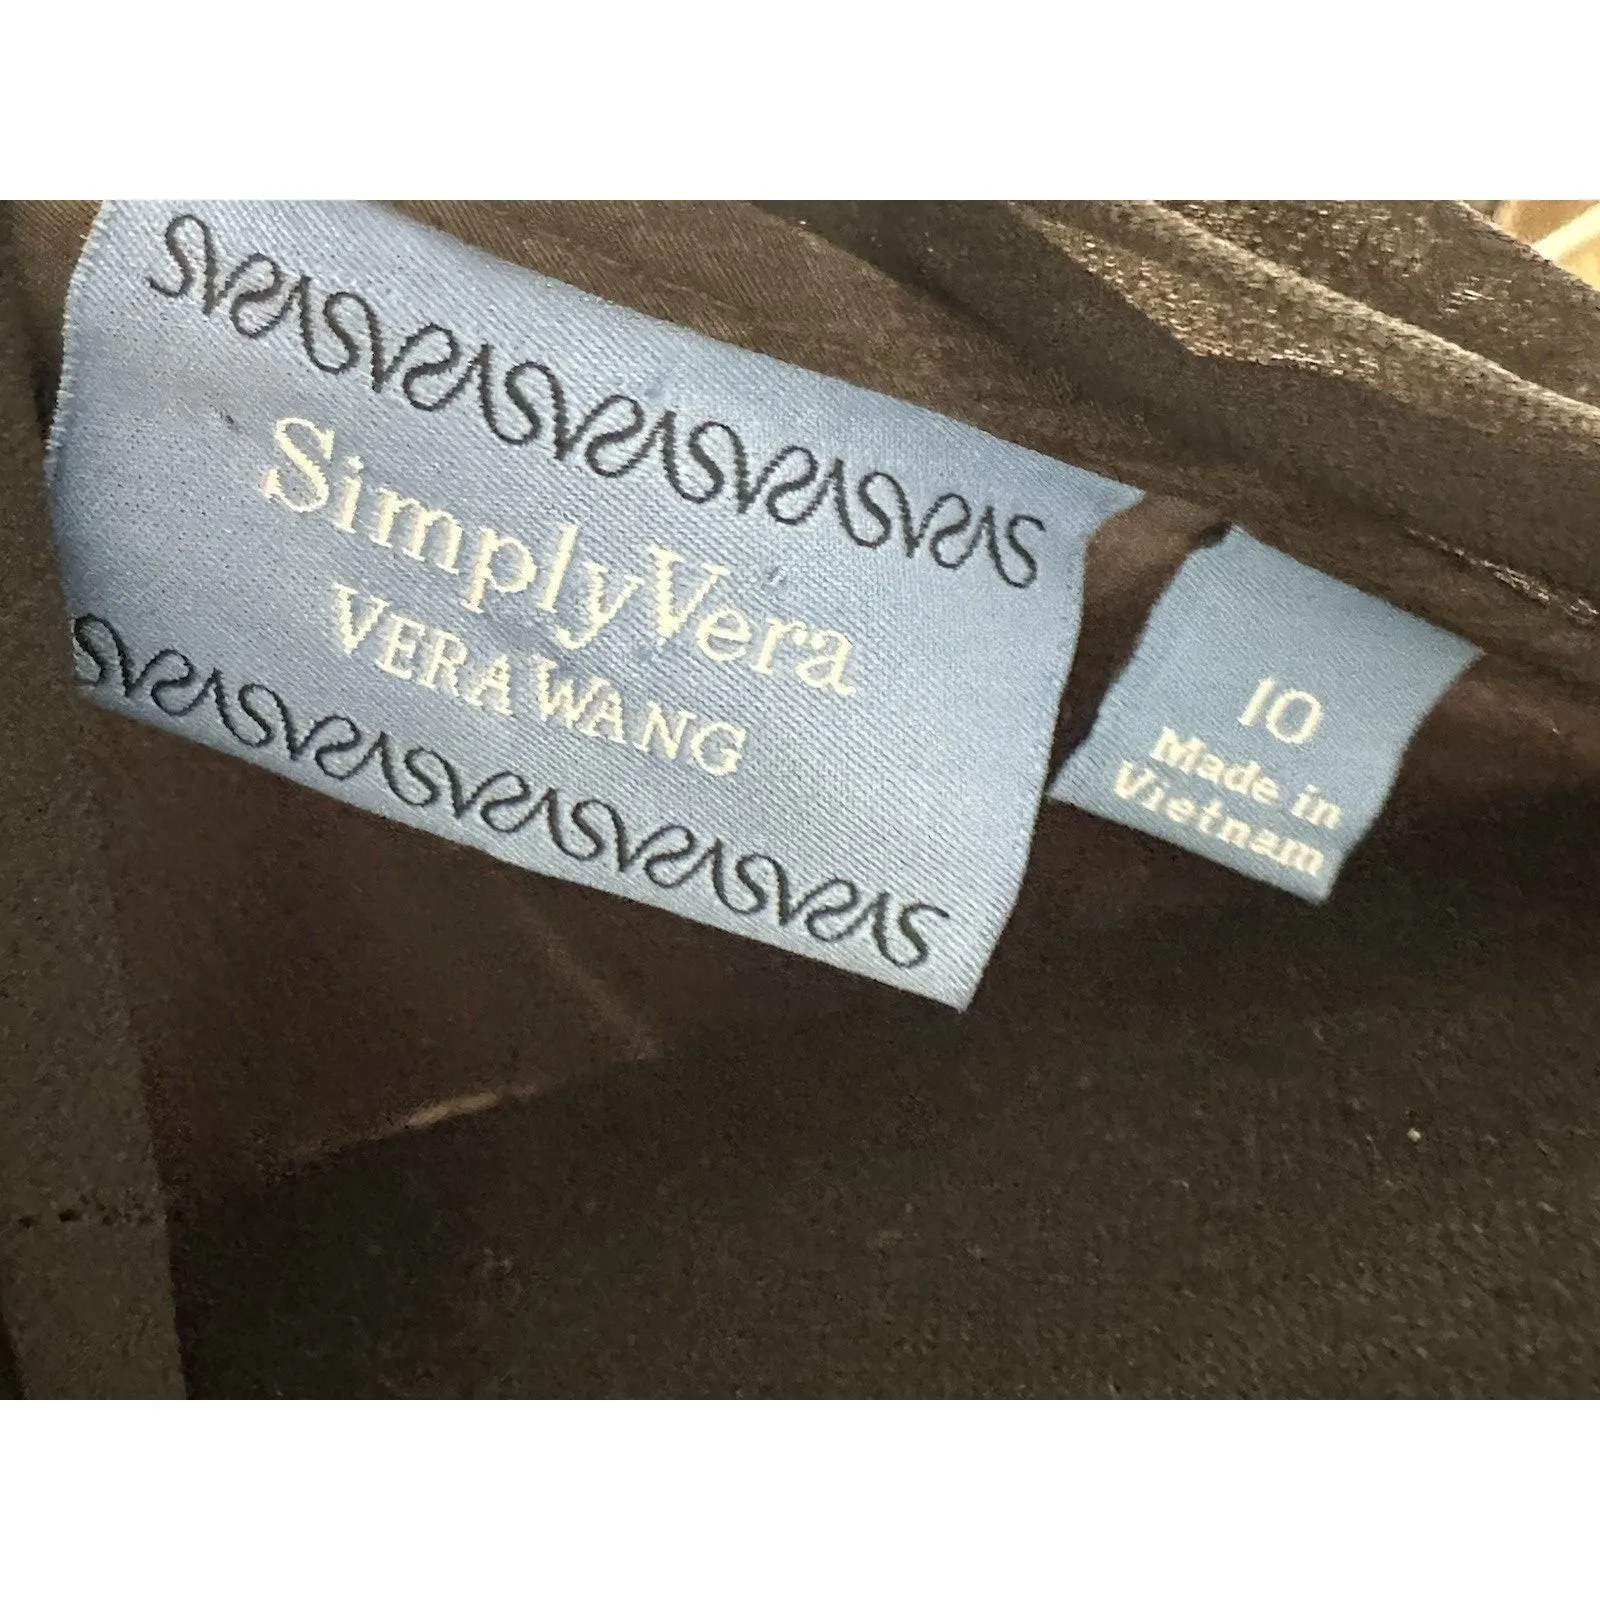 SimplyVera
VERA WANG
10
Made in
Vietnam